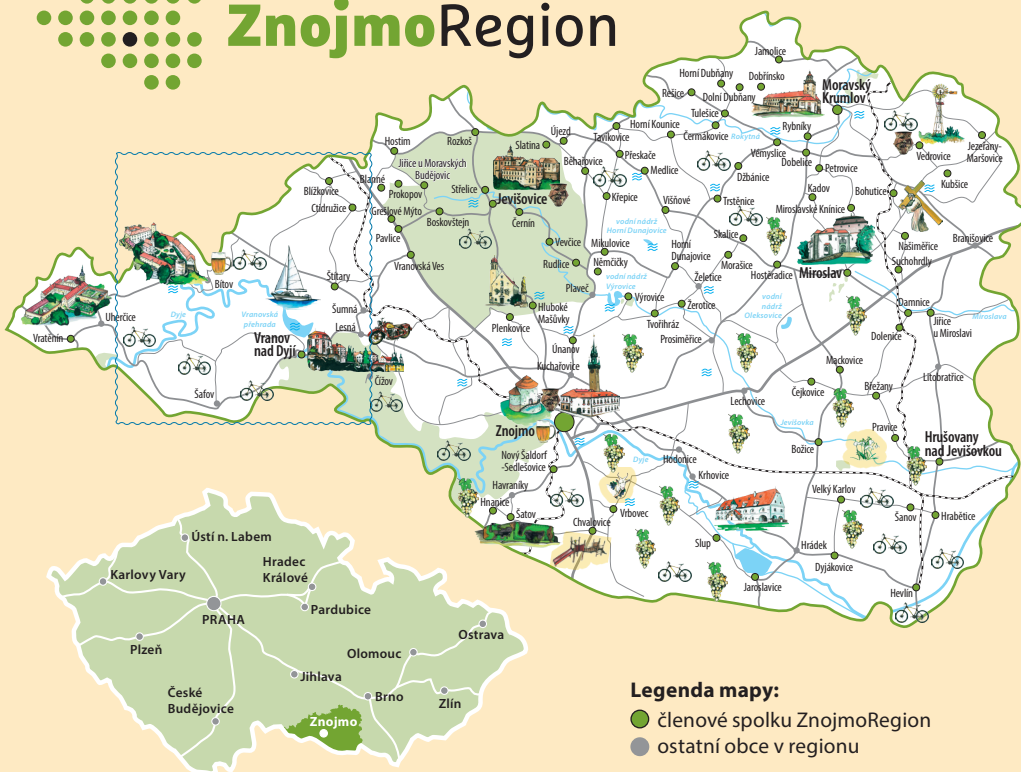 ZnojmoRegion
Jamolice
Horní Dubňany
Dobřínsko
Rešice
Dolní Dubňany
Moravský
Krumlov
Tulešice
Horní Kounice
Čermákovice
Rokytná
Rybníky
Tavíkovice
Újezd
Slatina
Rozkoš
Hostim
Vedrovice
Jezeřany-
Maršovice
Běhařovice
Přeskače
Medlice
Vémyslice
Dobelice
Petrovice
Džbánice
Kubšice
Jiřice u Moravských
Budějovic
Blanné
Prokopov
Střelice
Jevišovice
Křepice
Višňové
Trstěnice
Kadov
Bohutice
Miroslavské Knínice
Blížkovice
Ctidružice
Grešlové Mýto
Boskovštejn
Černín
Pavlice
vodní nádrž
Horní Dunajovice
Skalice
Našiměřice
Branišovice
Suchohrdly
Vevčice
Mikulovice
Horní
Dunajovice
Morašice
Hostěradice
Miroslav
Vranovská Ves
Rudlice
Němčičky
Želetice
vodní nádrž
Výrovice
Plaveč
Výrovice
Žerotice
vodní
nádrž
Oleksovice
Damnice
Jiřice
u Miroslavi
Miroslavka
Dolenice
Bítov
Štítary
Šumná
Lesná
Uherčice
Vratěnín
Dyje
Vranovská
přehrada
Vranov
nad Dyjí
Hluboké
Mašůvky
Plenkovice
Tvořihráz
Prosiměřice
Únanov
Kuchařovice
Mackovice
Litobratřice
Břežany
Čejkovice
Lechovice
Šafov
Čížov
Jevišovka
Pravice
Hrušovany
nad Jevišovkou
Božice
Znojmo
Nový Šaldorf
-Sedlešovice
Dyje
Hodonice
Krhovice
Havraníky
Hnanice
Šatov
Chvalovice
Vrbovec
Velký Karlov
Šanov
Hrabětice
Slup
Hrádek
Dyjákovice
Jaroslavice
Hevlín
Ústí n. Labem
Karlovy Vary
Hradec
Králové
PRAHA
Pardubice
Plzeň
Ostrava
Olomouc
Jihlava
České
Budějovice
Brno
Zlín
Znojmo
Legenda mapy:
členové spolku ZnojmoRegion
ostatní obce v regionu